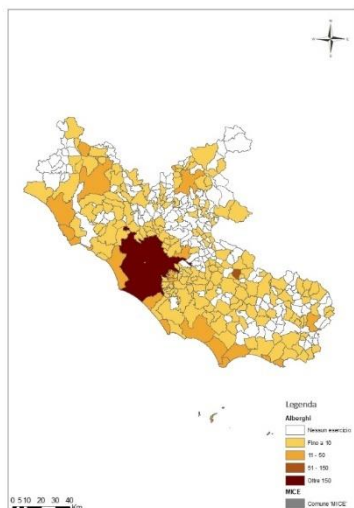 Legenda
Alberghi
Nessun esercizio
Fino a 10
11 - 50
51 - 150
Oltre 150
MICE
Comune MICE
0 5 10 20 30 40
Km